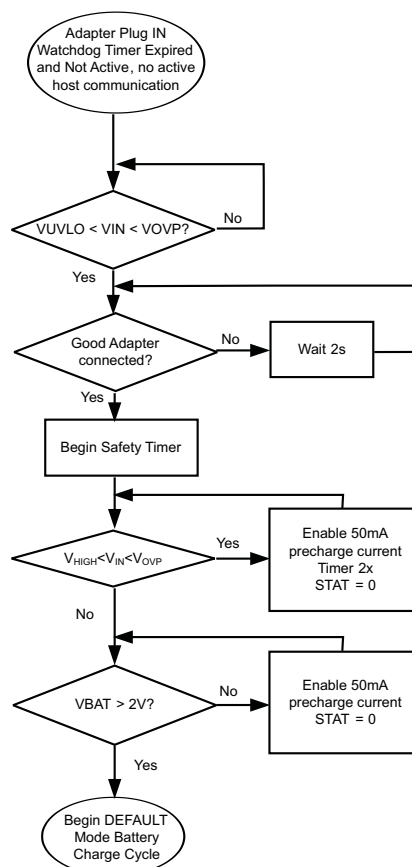 Adapter Plug IN
Watchdog Timer Expired
and Not Active, no active
host communication
VUVLO < VIN < VOVP?
No
Yes
Good Adapter
connected?
No
Wait 2s
Yes
Begin Safety Timer
VHIGH<VIN<VOVP
Yes
Enable 50mA
precharge current
Timer 2x
STAT = 0
No
VBAT > 2V?
No
Enable 50mA
precharge current
STAT = 0
Yes
Begin DEFAULT
Mode Battery
Charge Cycle